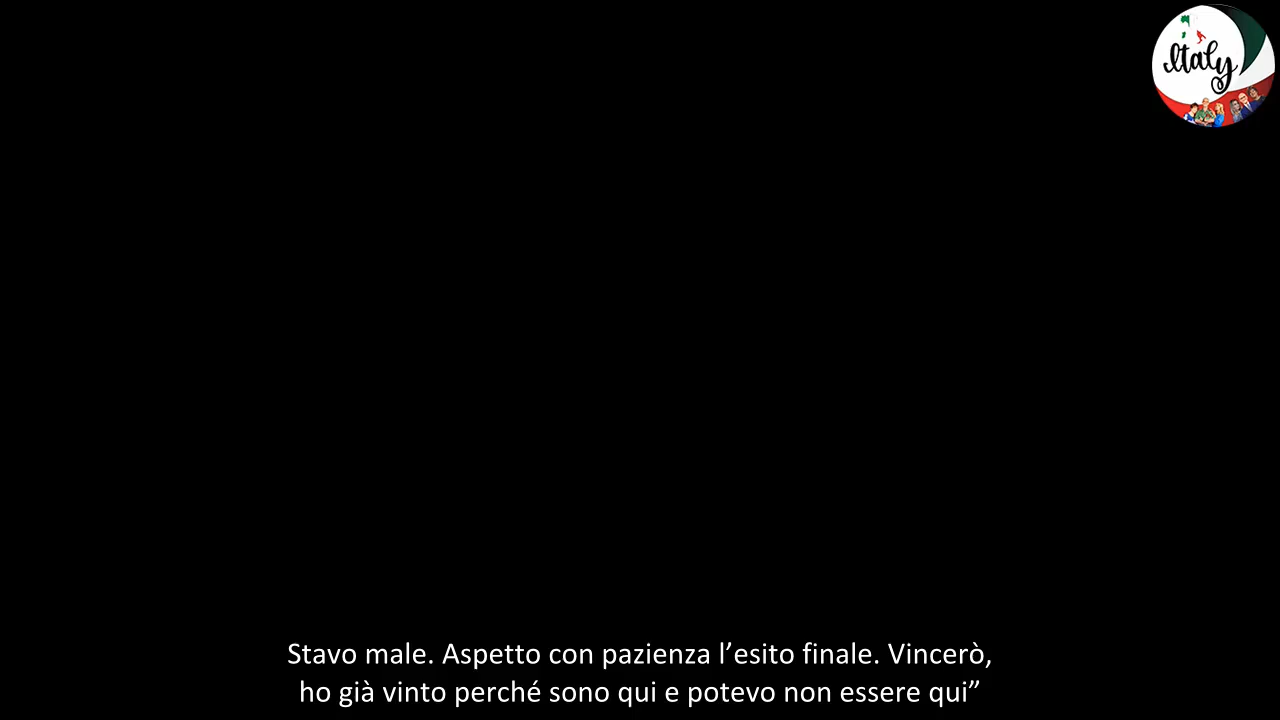 Italy
Stavo male. Aspetto con pazienza l’esito finale. Vincerò,
ho già vinto perché sono qui e potevo non essere qui”